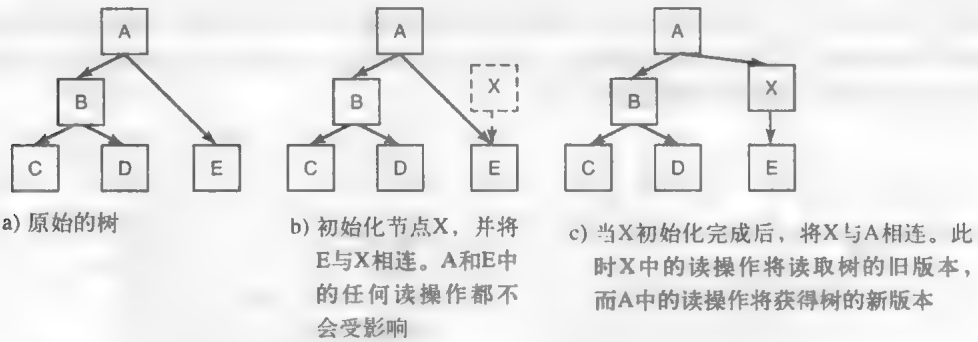 A
B
C
D
E
a) 原始的树
A
B
X
C
D
E
b) 初始化节点X，并将
E与X相连。A和E中
的任何读操作都不
会受影响
A
B
X
C
D
E
c) 当X初始化完成后，将X与A相连。此
时X中的读操作将读取树的旧版本，
而A中的读操作将获得树的新版本